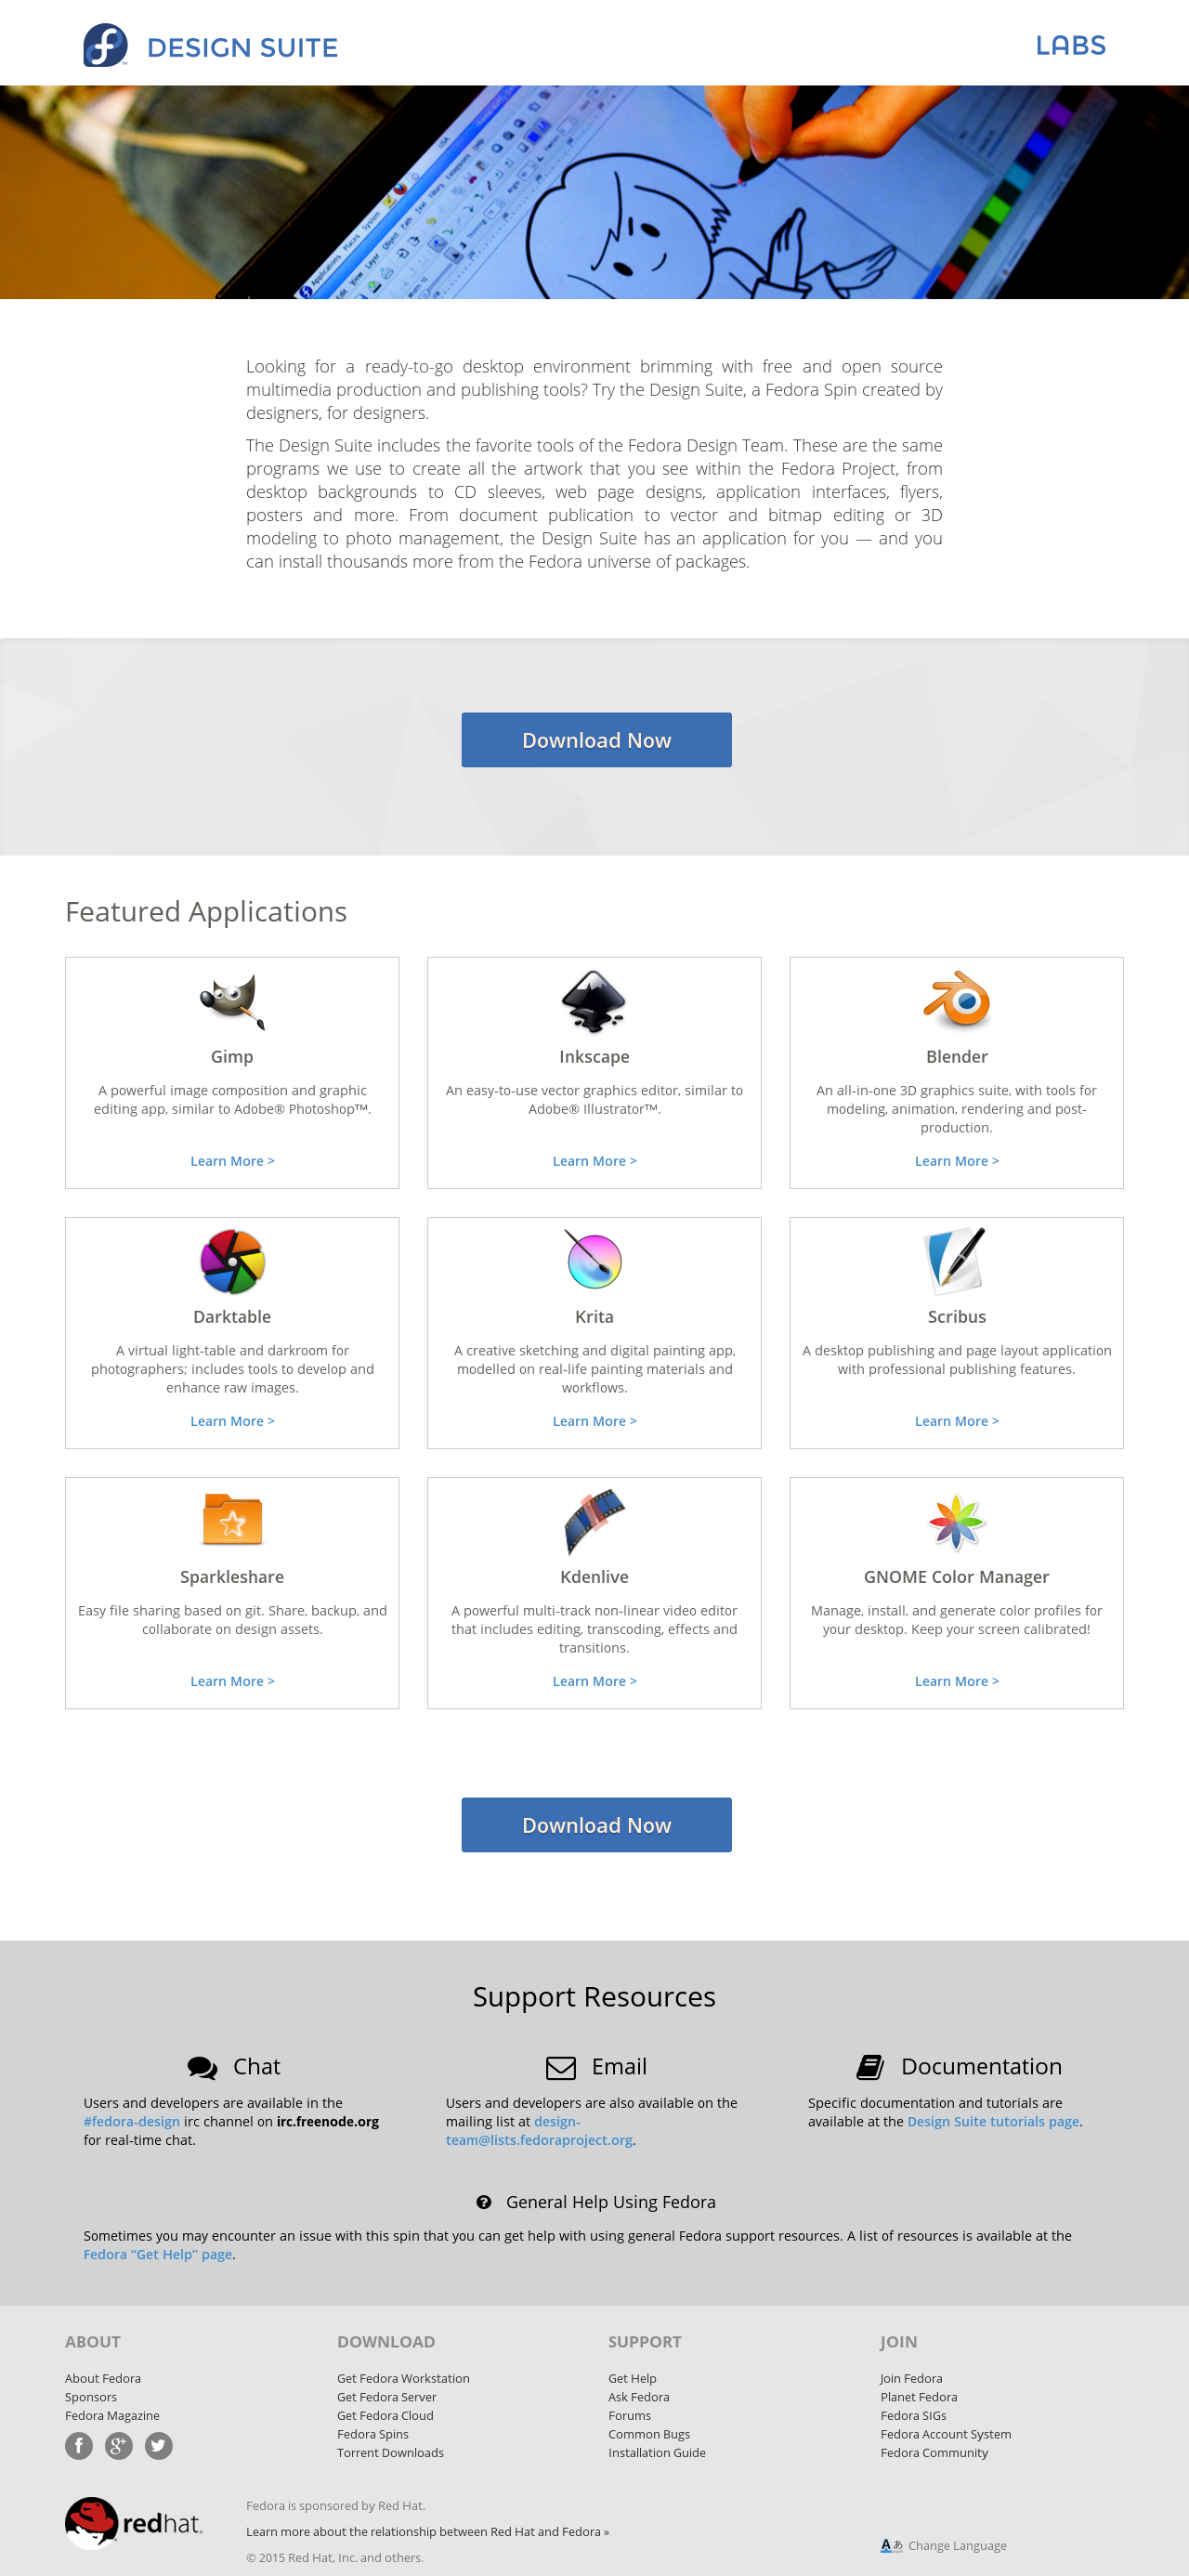 DESIGN SUITE
LABS
Applications Places System
Edit View Layer Object Path Text Filters
Looking for a ready-to-go desktop environment brimming with free and open source
multimedia production and publishing tools? Try the Design Suite, a Fedora Spin created by
designers, for designers.
The Design Suite includes the favorite tools of the Fedora Design Team. These are the same
programs we use to create all the artwork that you see within the Fedora Project, from
desktop backgrounds to CD sleeves, web page designs, application interfaces, flyers,
posters and more. From document publication to vector and bitmap editing or 3D
modeling to photo management, the Design Suite has an application for you — and you
can install thousands more from the Fedora universe of packages.
Download Now
Featured Applications
Gimp
A powerful image composition and graphic
editing app, similar to Adobe® Photoshop™.
Learn More >
Inkscape
An easy-to-use vector graphics editor, similar to
Adobe® Illustrator™.
Learn More >
Blender
An all-in-one 3D graphics suite, with tools for
modeling, animation, rendering and post-
production.
Learn More >
Darktable
A virtual light-table and darkroom for
photographers; includes tools to develop and
enhance raw images.
Learn More >
Krita
A creative sketching and digital painting app,
modelled on real-life painting materials and
workflows.
Learn More >
Scribus
A desktop publishing and page layout application
with professional publishing features.
Learn More >
Sparkleshare
Easy file sharing based on git. Share, backup, and
collaborate on design assets.
Learn More >
Kdenlive
A powerful multi-track non-linear video editor
that includes editing, transcoding, effects and
transitions.
Learn More >
GNOME Color Manager
Manage, install, and generate color profiles for
your desktop. Keep your screen calibrated!
Learn More >
Download Now
Support Resources
Chat
Users and developers are available in the
#fedora-design irc channel on irc.freenode.org
for real-time chat.
Email
Users and developers are also available on the
mailing list at design-
team@lists.fedoraproject.org.
Documentation
Specific documentation and tutorials are
available at the Design Suite tutorials page.
General Help Using Fedora
Sometimes you may encounter an issue with this spin that you can get help with using general Fedora support resources. A list of resources is available at the
Fedora “Get Help” page.
ABOUT
About Fedora
Sponsors
Fedora Magazine
DOWNLOAD
Get Fedora Workstation
Get Fedora Server
Get Fedora Cloud
Fedora Spins
Torrent Downloads
SUPPORT
Get Help
Ask Fedora
Forums
Common Bugs
Installation Guide
JOIN
Join Fedora
Planet Fedora
Fedora SIGs
Fedora Account System
Fedora Community
redhat.
Fedora is sponsored by Red Hat.
Learn more about the relationship between Red Hat and Fedora »
© 2015 Red Hat, Inc. and others.
Change Language